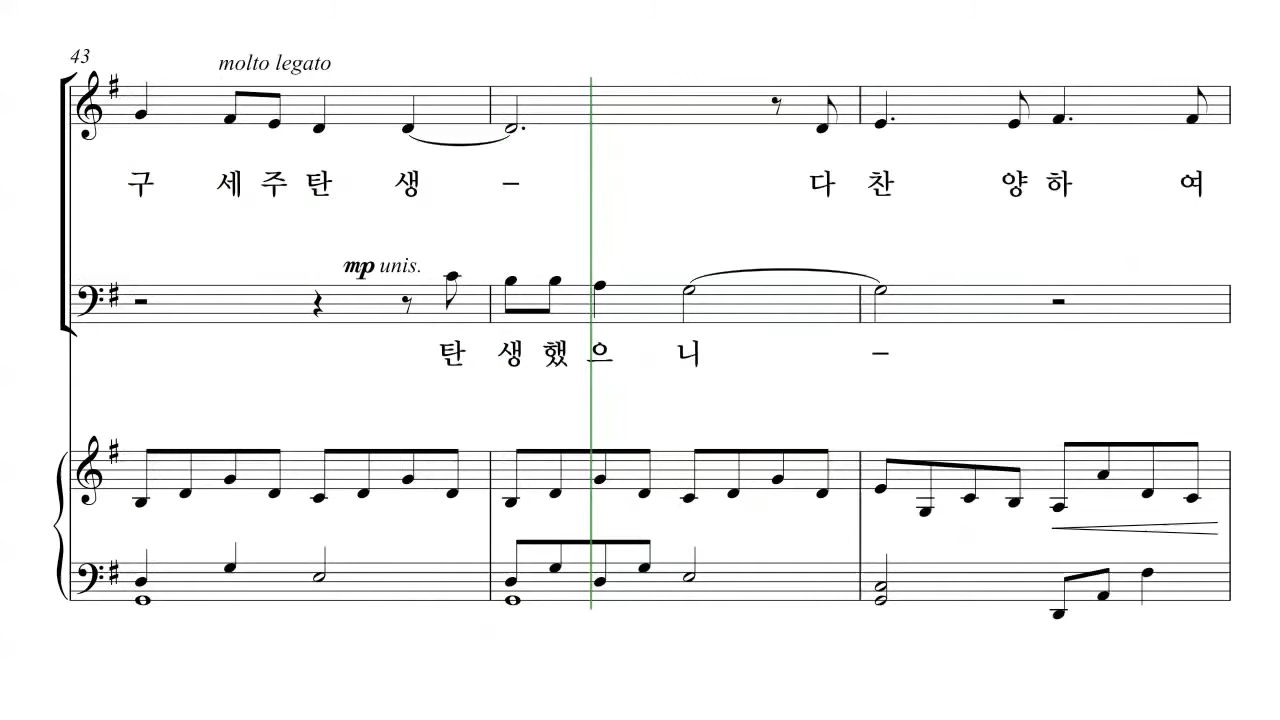 43
molto legato
구 세 주 탄 생 – 다 찬 양 하 여
mp unis.
탄 생 했 으 니 –